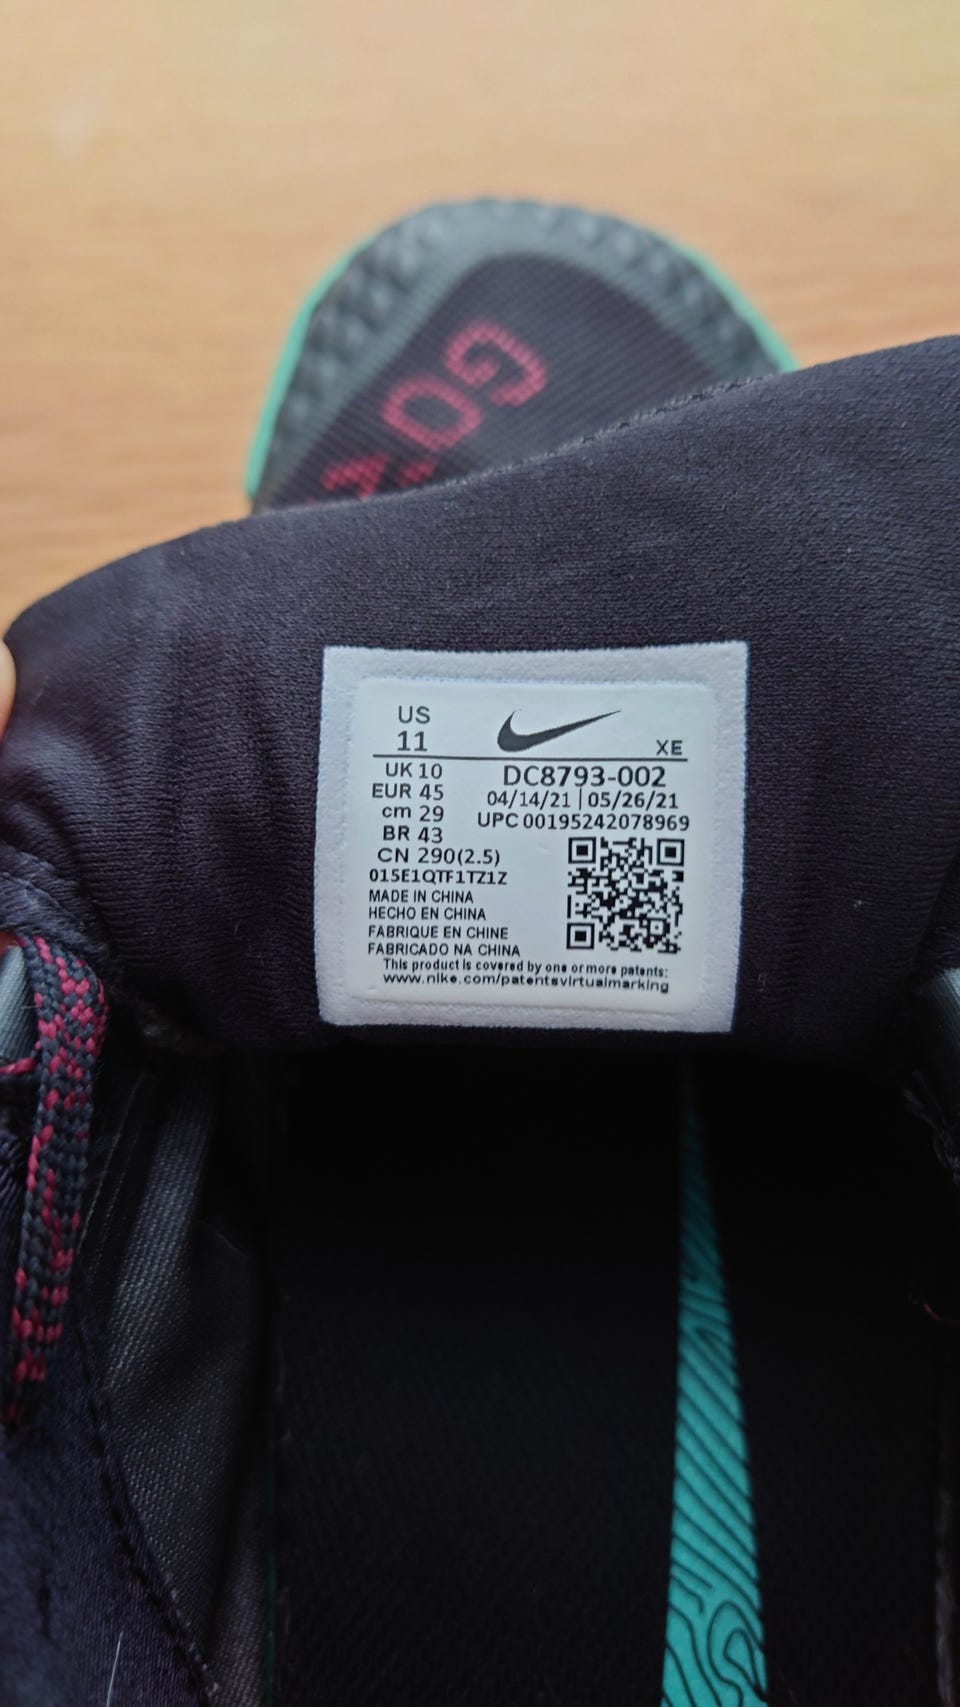 GO
US
11
XE
UK 10
EUR 45
cm 29
BR 43
CN 290(2.5)
DC8793-002
04/14/21 | 05/26/21
UPC 00195242078969
015E1QTF1TZ1Z
MADE IN CHINA
HECHO EN CHINA
FABRIQUE EN CHINE
FABRICADO NA CHINA
This product is covered by one or more patents:
www.nike.com/patentsvirtualmarking